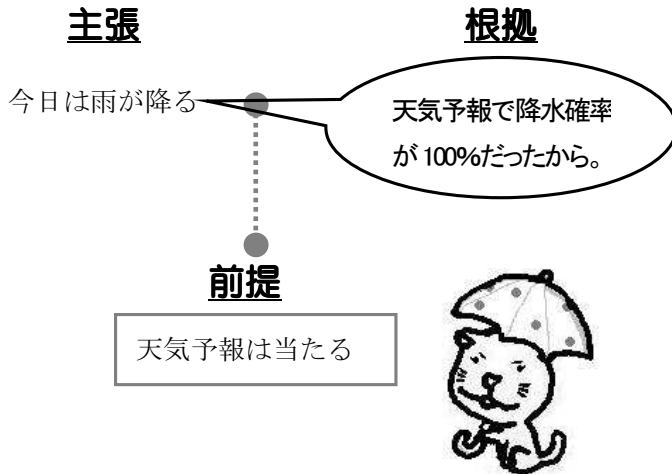 主張
根拠
今日は雨が降る
天気予報で降水確率
が100%だったから。
前提
天気予報は当たる